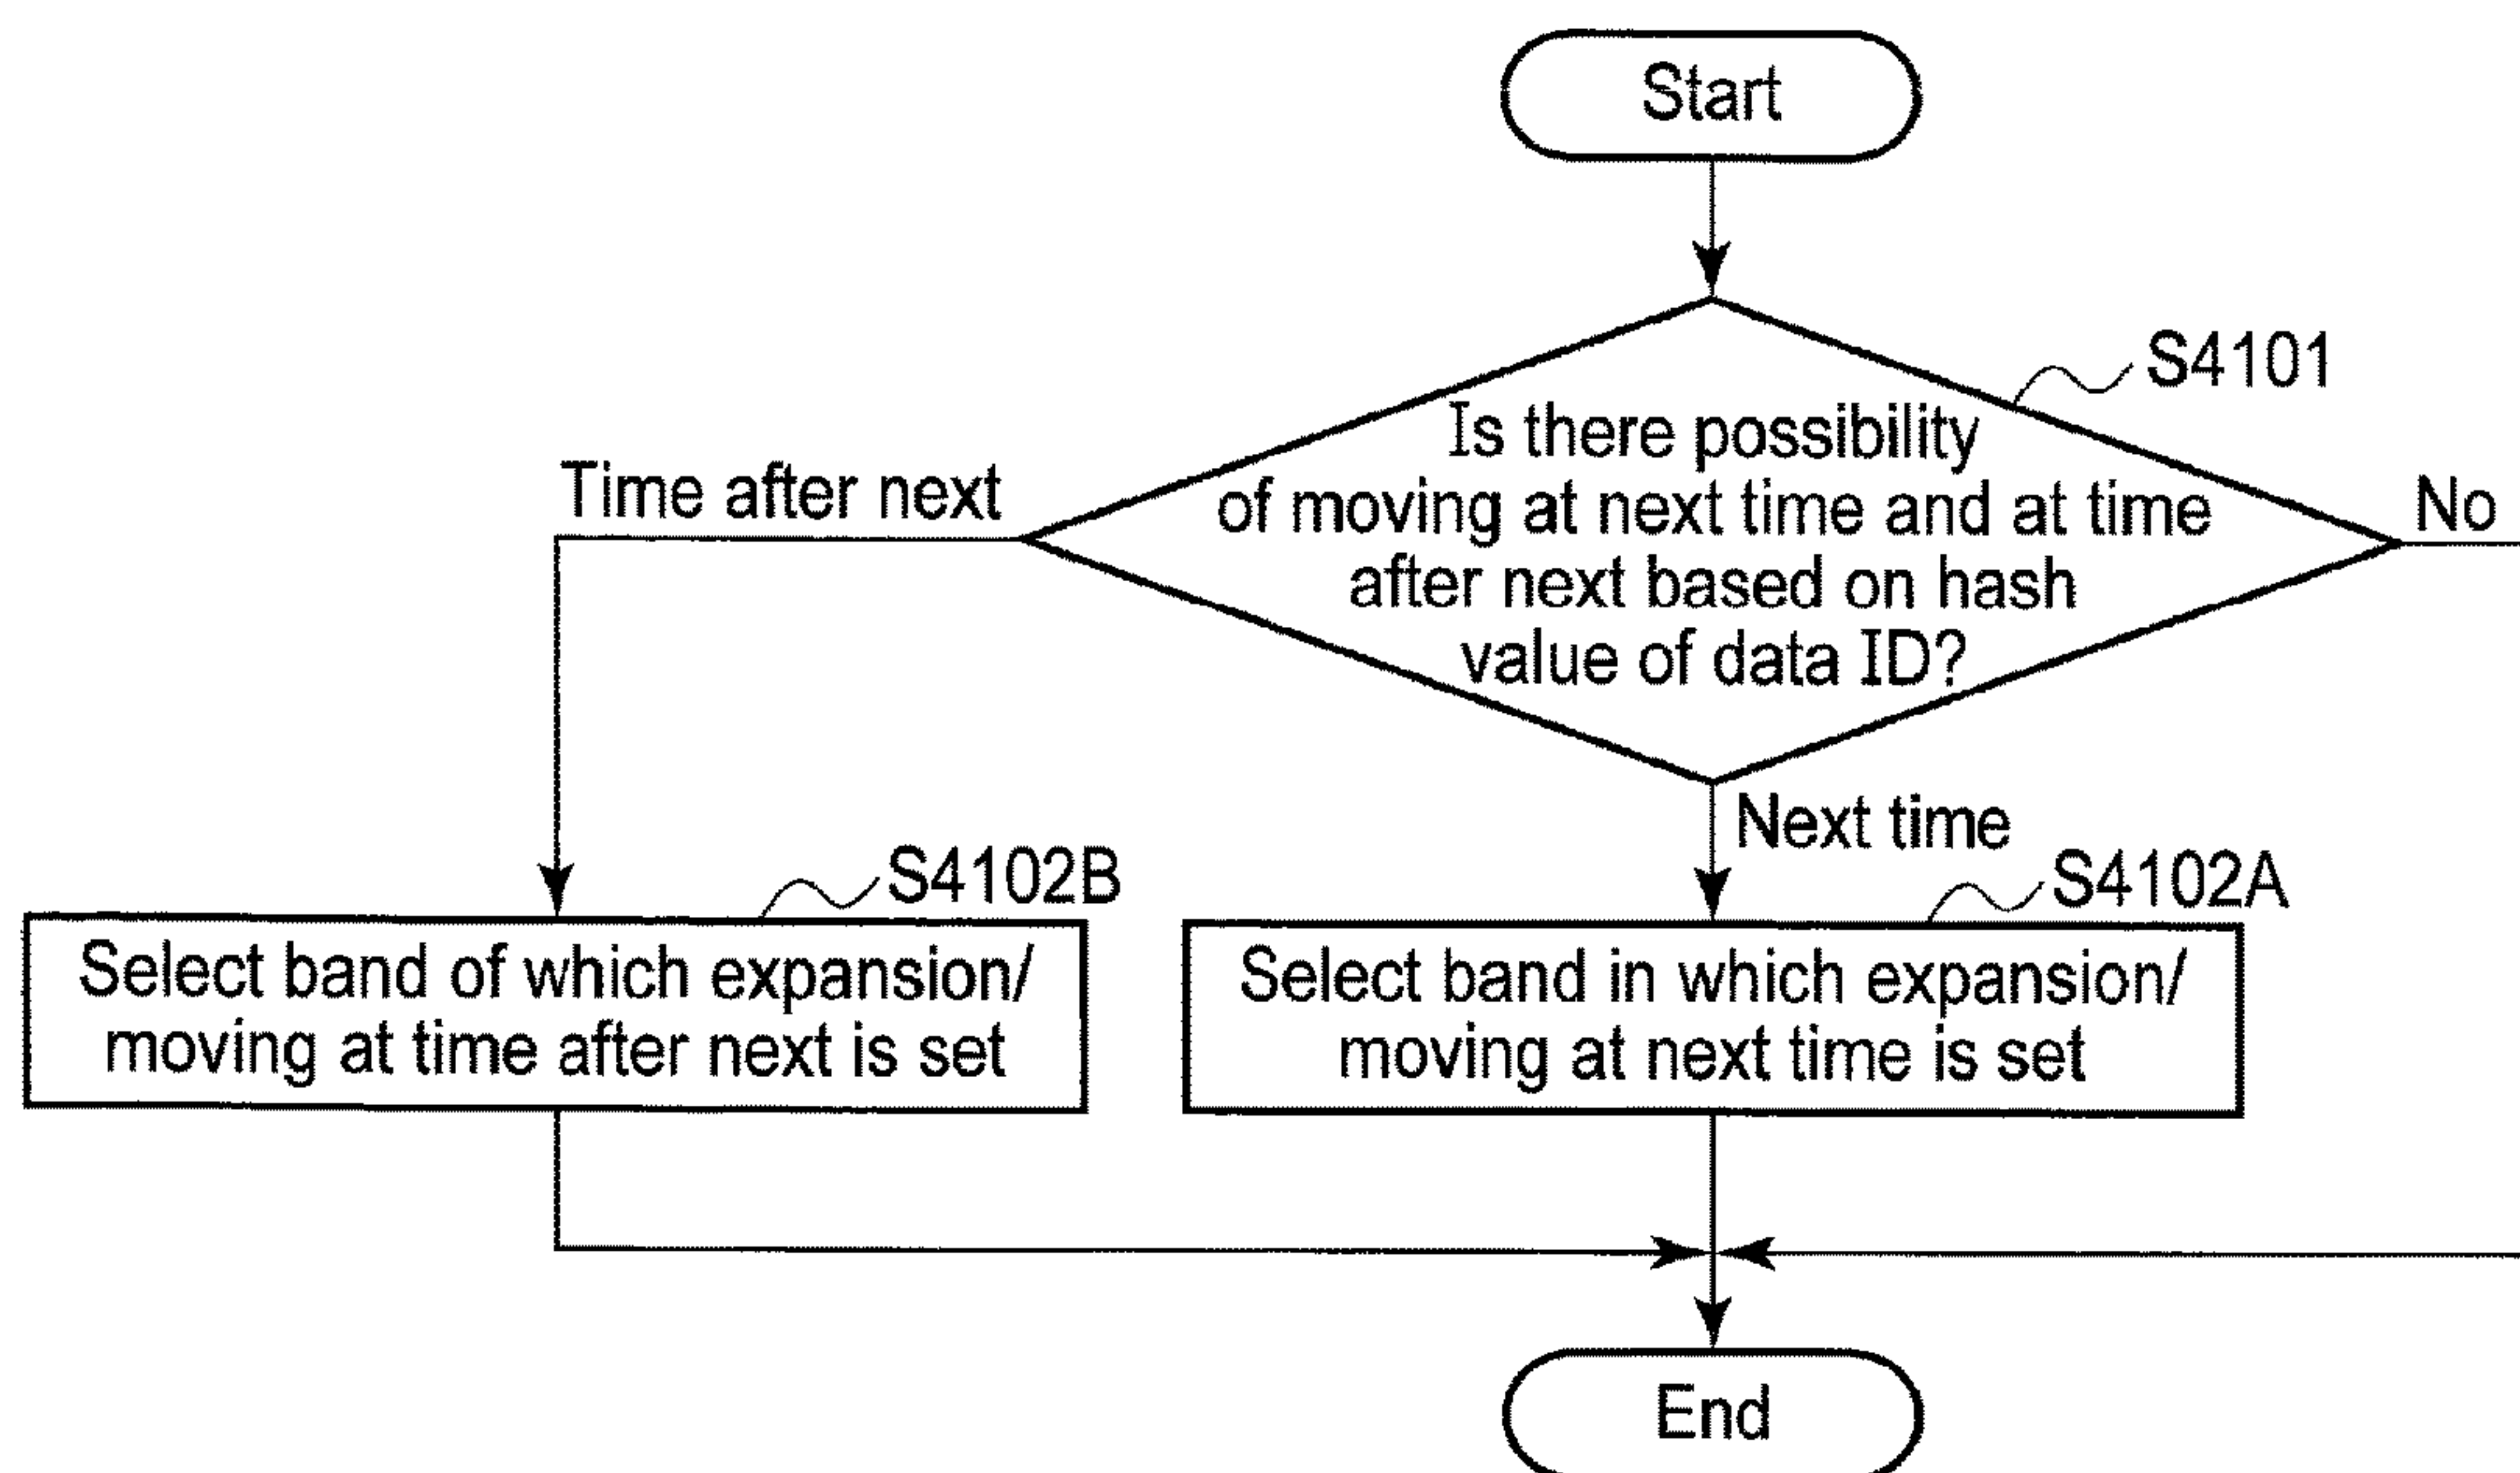 Start
S4101
Is there possibility
of moving at next time and at time
after next based on hash
value of data ID?
Time after next
No
Next time
S4102B
S4102A
Select band of which expansion/
moving at time after next is set
Select band in which expansion/
moving at next time is set
End